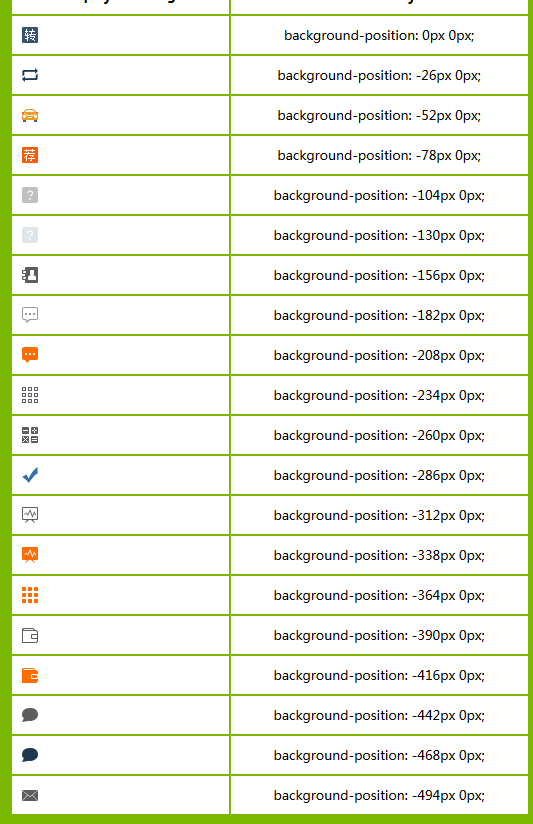 转
background-position: 0px 0px;
background-position: -26px 0px;
background-position: -52px 0px;
荐
background-position: -78px 0px;
?
background-position: -104px 0px;
?
background-position: -130px 0px;
background-position: -156px 0px;
background-position: -182px 0px;
background-position: -208px 0px;
background-position: -234px 0px;
background-position: -260px 0px;
background-position: -286px 0px;
background-position: -312px 0px;
background-position: -338px 0px;
background-position: -364px 0px;
background-position: -390px 0px;
background-position: -416px 0px;
background-position: -442px 0px;
background-position: -468px 0px;
background-position: -494px 0px;